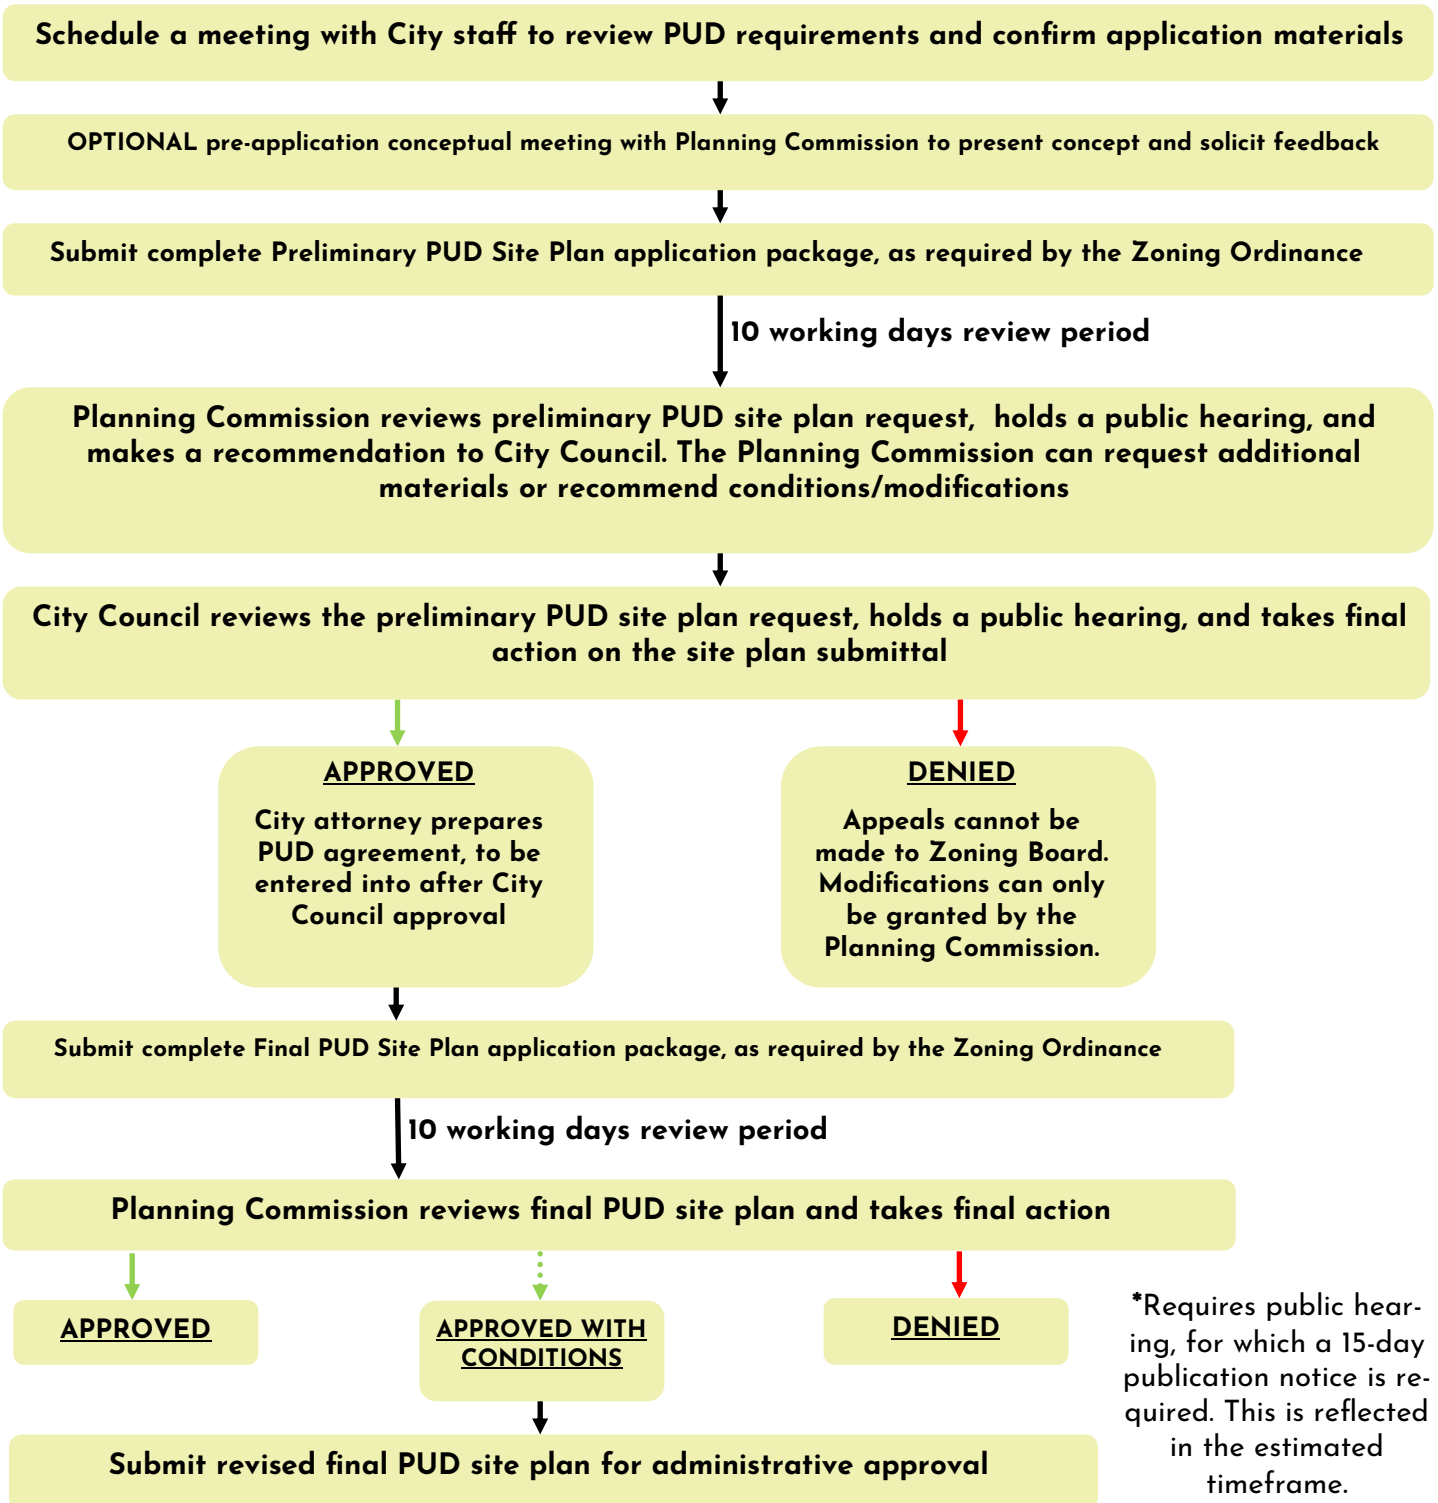 Schedule a meeting with City staff to review PUD requirements and confirm application materials
OPTIONAL pre-application conceptual meeting with Planning Commission to present concept and solicit feedback
Submit complete Preliminary PUD Site Plan application package, as required by the Zoning Ordinance
10 working days review period
Planning Commission reviews preliminary PUD site plan request, holds a public hearing, and
makes a recommendation to City Council. The Planning Commission can request additional
materials or recommend conditions/modifications
City Council reviews the preliminary PUD site plan request, holds a public hearing, and takes final
action on the site plan submittal
APPROVED
City attorney prepares
PUD agreement, to be
entered into after City
Council approval
DENIED
Appeals cannot be
made to Zoning Board.
Modifications can only
be granted by the
Planning Commission.
Submit complete Final PUD Site Plan application package, as required by the Zoning Ordinance
10 working days review period
Planning Commission reviews final PUD site plan and takes final action
APPROVED
APPROVED WITH
CONDITIONS
DENIED
Submit revised final PUD site plan for administrative approval
*Requires public hear-
ing, for which a 15-day
publication notice is re-
quired. This is reflected
in the estimated
timeframe.